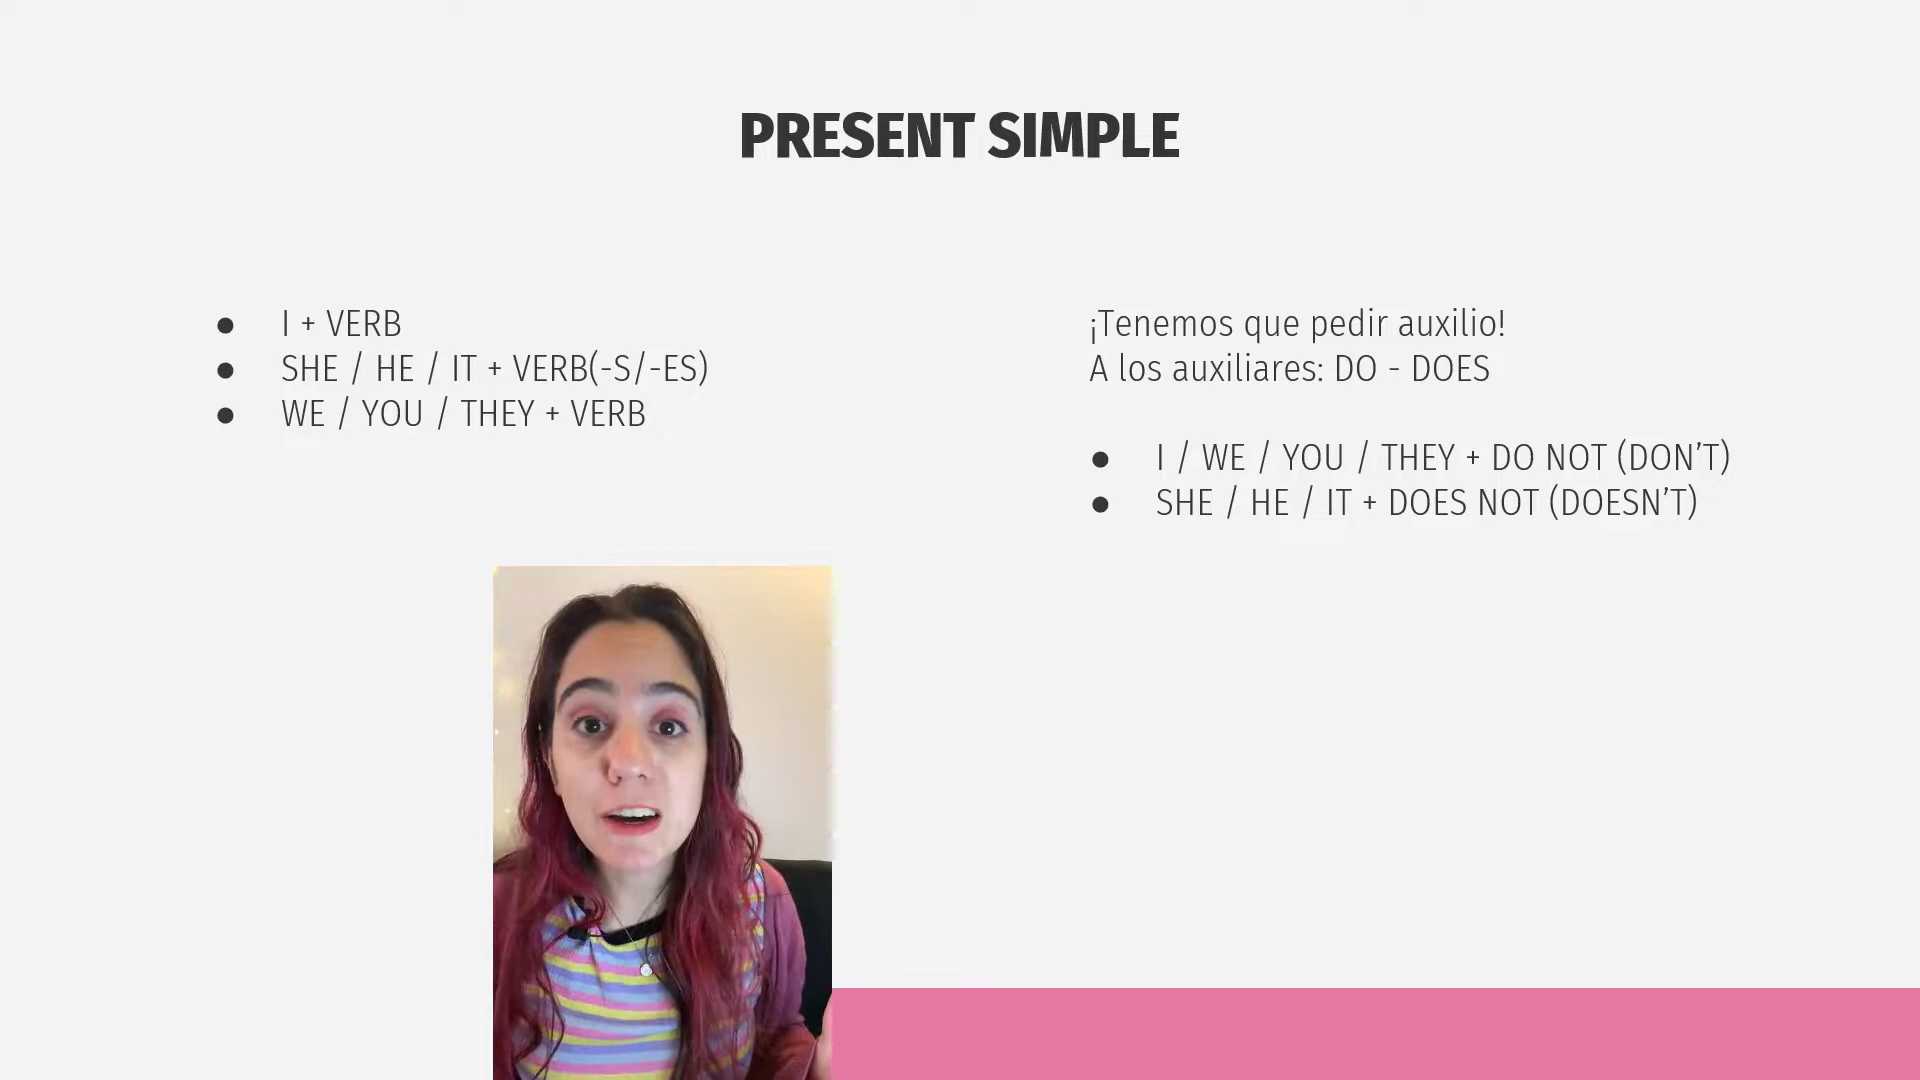 PRESENT SIMPLE
● I + VERB
● SHE / HE / IT + VERB(-S/-ES)
● WE / YOU / THEY + VERB
¡Tenemos que pedir auxilio!
A los auxiliares: DO - DOES
● I / WE / YOU / THEY + DO NOT (DON’T)
● SHE / HE / IT + DOES NOT (DOESN’T)